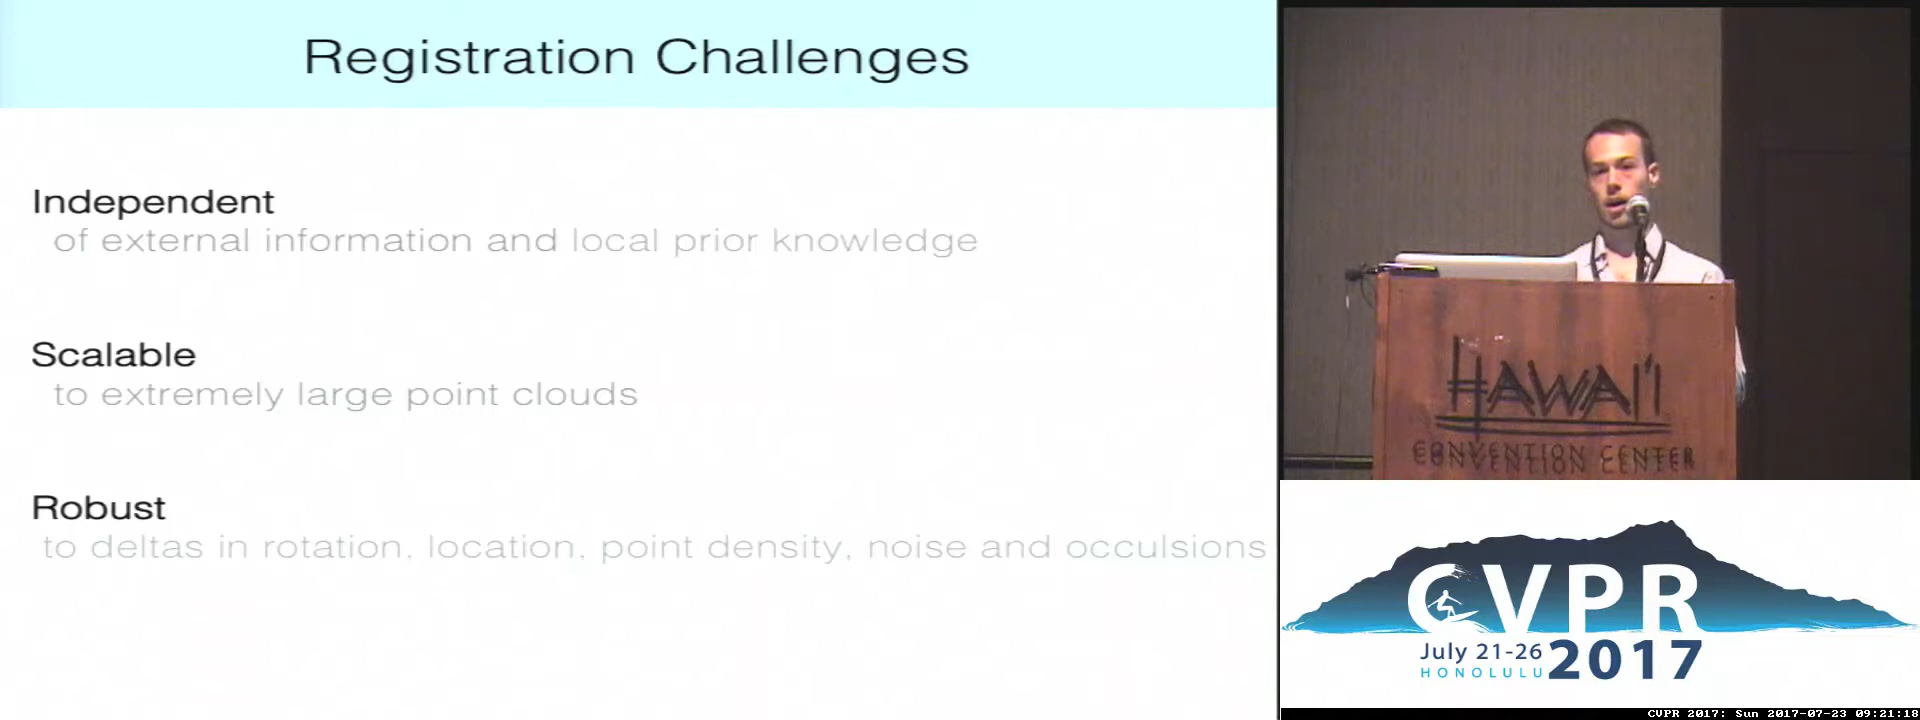 Registration Challenges
Independent
of external information and local prior knowledge
Scalable
to extremely large point clouds
Robust
to deltas in rotation, location, point density, noise and occulsions
HAWAI'I
CONVENTION CENTER
CVPR
July 21-26
HONOLULU
2017
CVPR 2017: Sun 2017-07-23 09:21:18